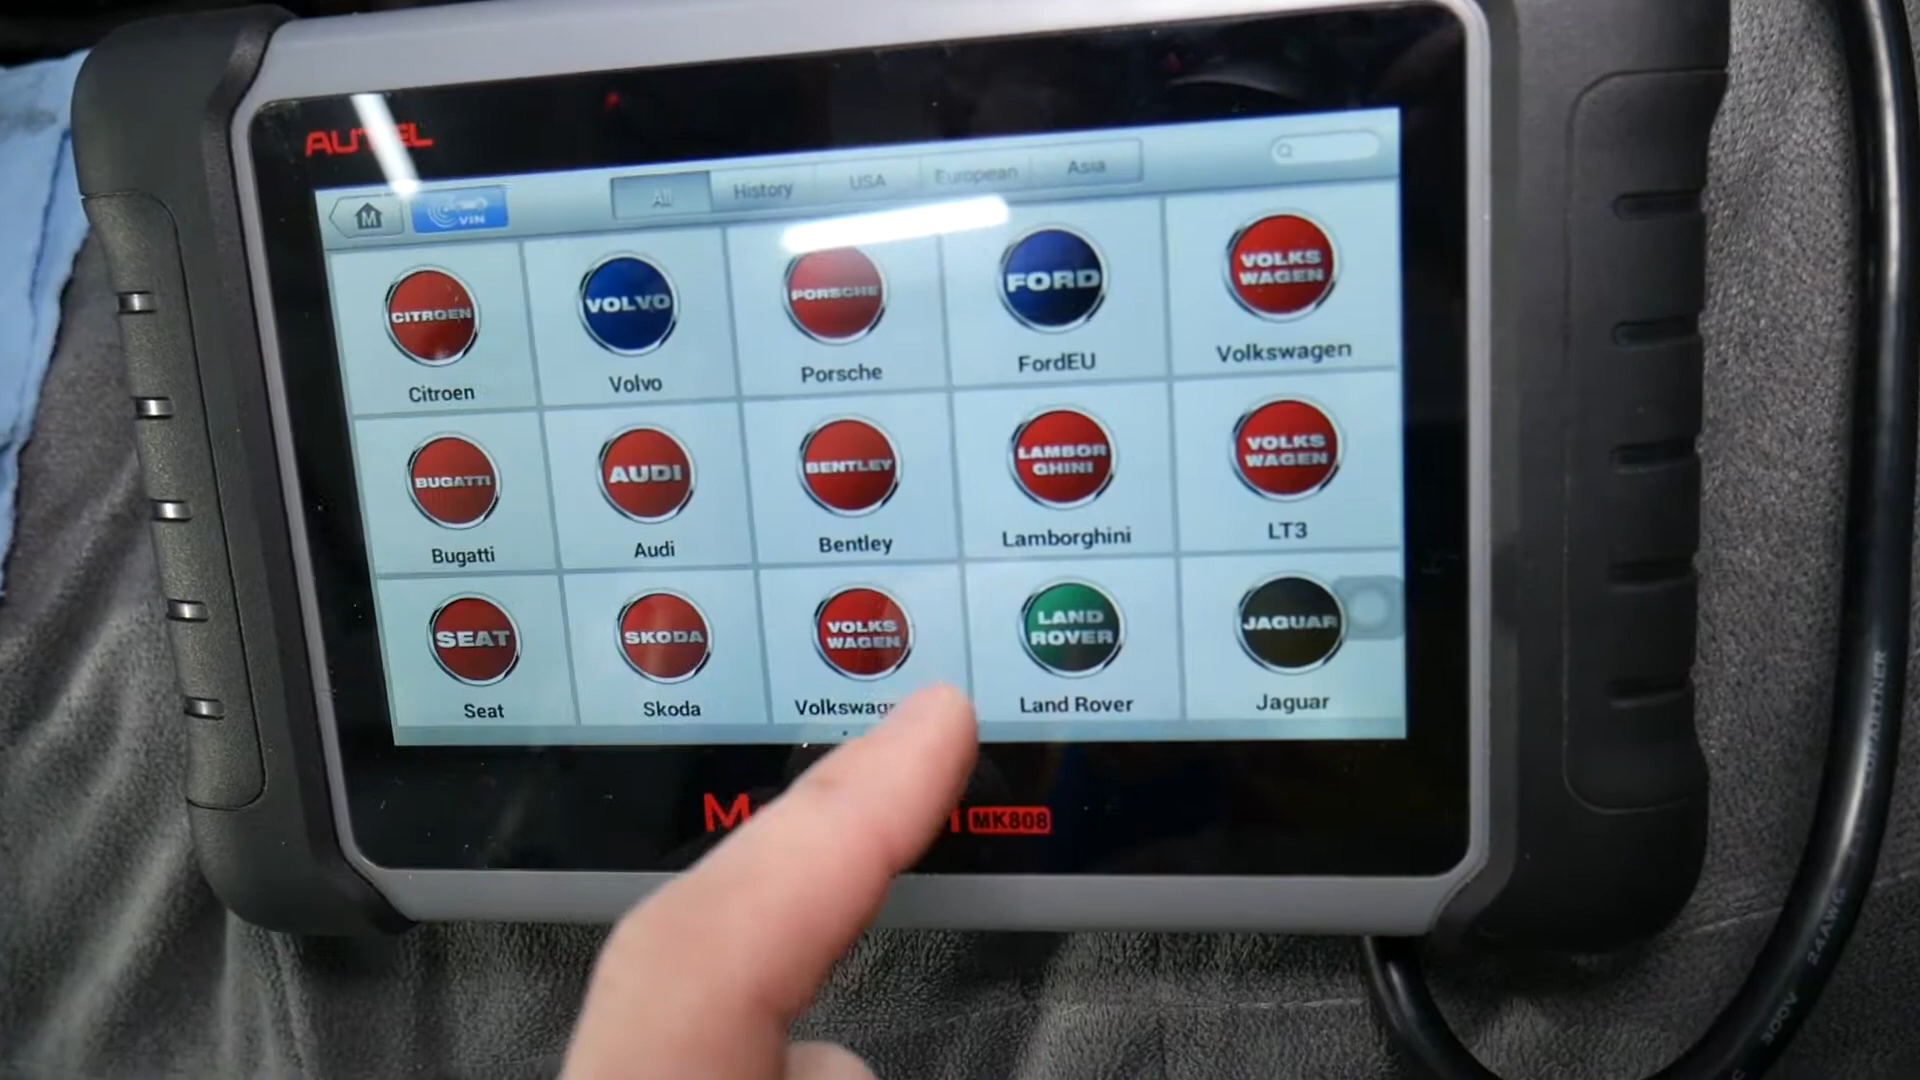 AUTEL
M
VIN
All
History
USA
European
Asia
CITROEN
Citroen
VOLVO
Volvo
PORSCHE
Porsche
FORD
FordEU
VOLKS
WAGEN
Volkswagen
BUGATTI
Bugatti
AUDI
Audi
BENTLEY
Bentley
LAMBOR
GHINI
Lamborghini
VOLKS
WAGEN
LT3
SEAT
Seat
SKODA
Skoda
VOLKS
WAGEN
LAND
ROVER
Land Rover
JAGUAR
Jaguar
MK808
24AWG
300V